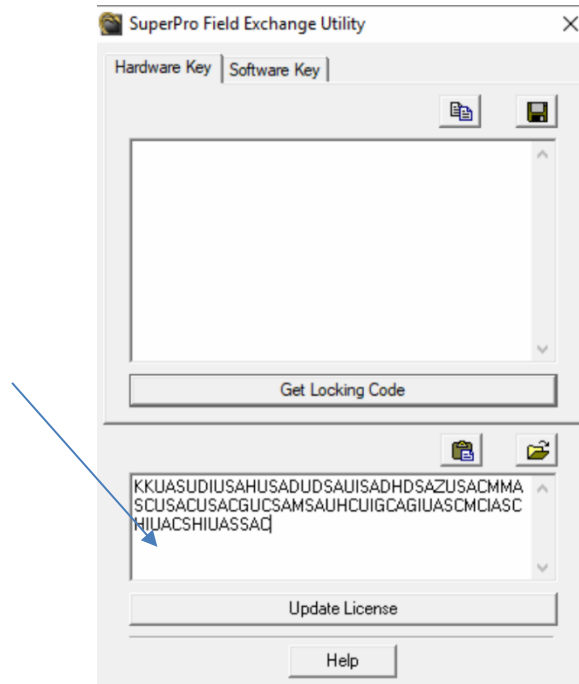 SuperPro Field Exchange Utility
Hardware Key
Software Key
Get Locking Code
KKUASUDIUSAHUSADUDSAUISADHDSAZUSACMMA
SCUSACUSACGUCSAMSAUHCUIGCAGIUASCMCIASC
HIUACSHIUASSAC
Update License
Help